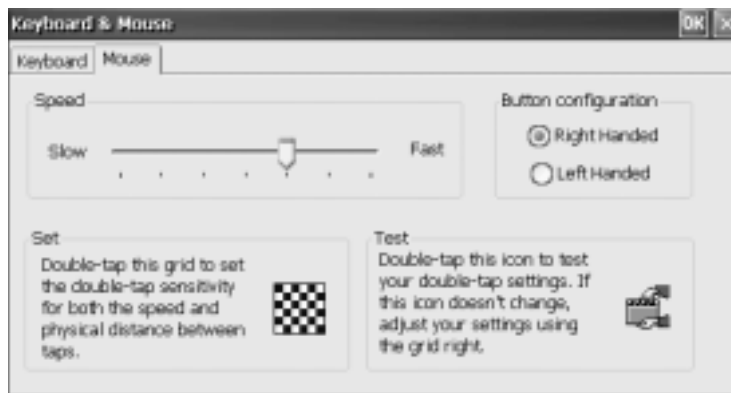 Keyboard & Mouse
OK
Keyboard
Mouse
Speed
Slow
Fast
Button configuration
Right Handed
Left Handed
Set
Double-tap this grid to set
the double-tap sensitivity
for both the speed and
physical distance between
taps.
Test
Double-tap this icon to test
your double-tap settings. If
this icon doesn't change,
adjust your settings using
the grid right.